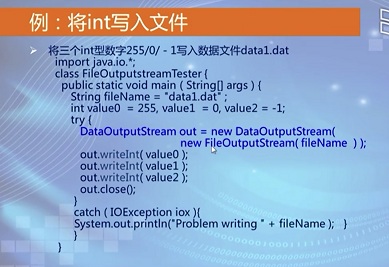 例：将int写入文件
将三个int型数字255/0/ - 1写入数据文件data1.dat
import java.io.*;
class FileOutputstreamTester {
public static void main ( String[] args ) {
String fileName = "data1.dat" ;
int value0 = 255, value1 = 0, value2 = -1;
try {
DataOutputStream out = new DataOutputStream(
new FileOutputStream( fileName ) );
out.writeInt( value0 );
out.writeInt( value1 );
out.writeInt( value2 );
out.close();
}
catch ( IOException iox ){
System.out.println("Problem writing " + fileName ); }
}
}